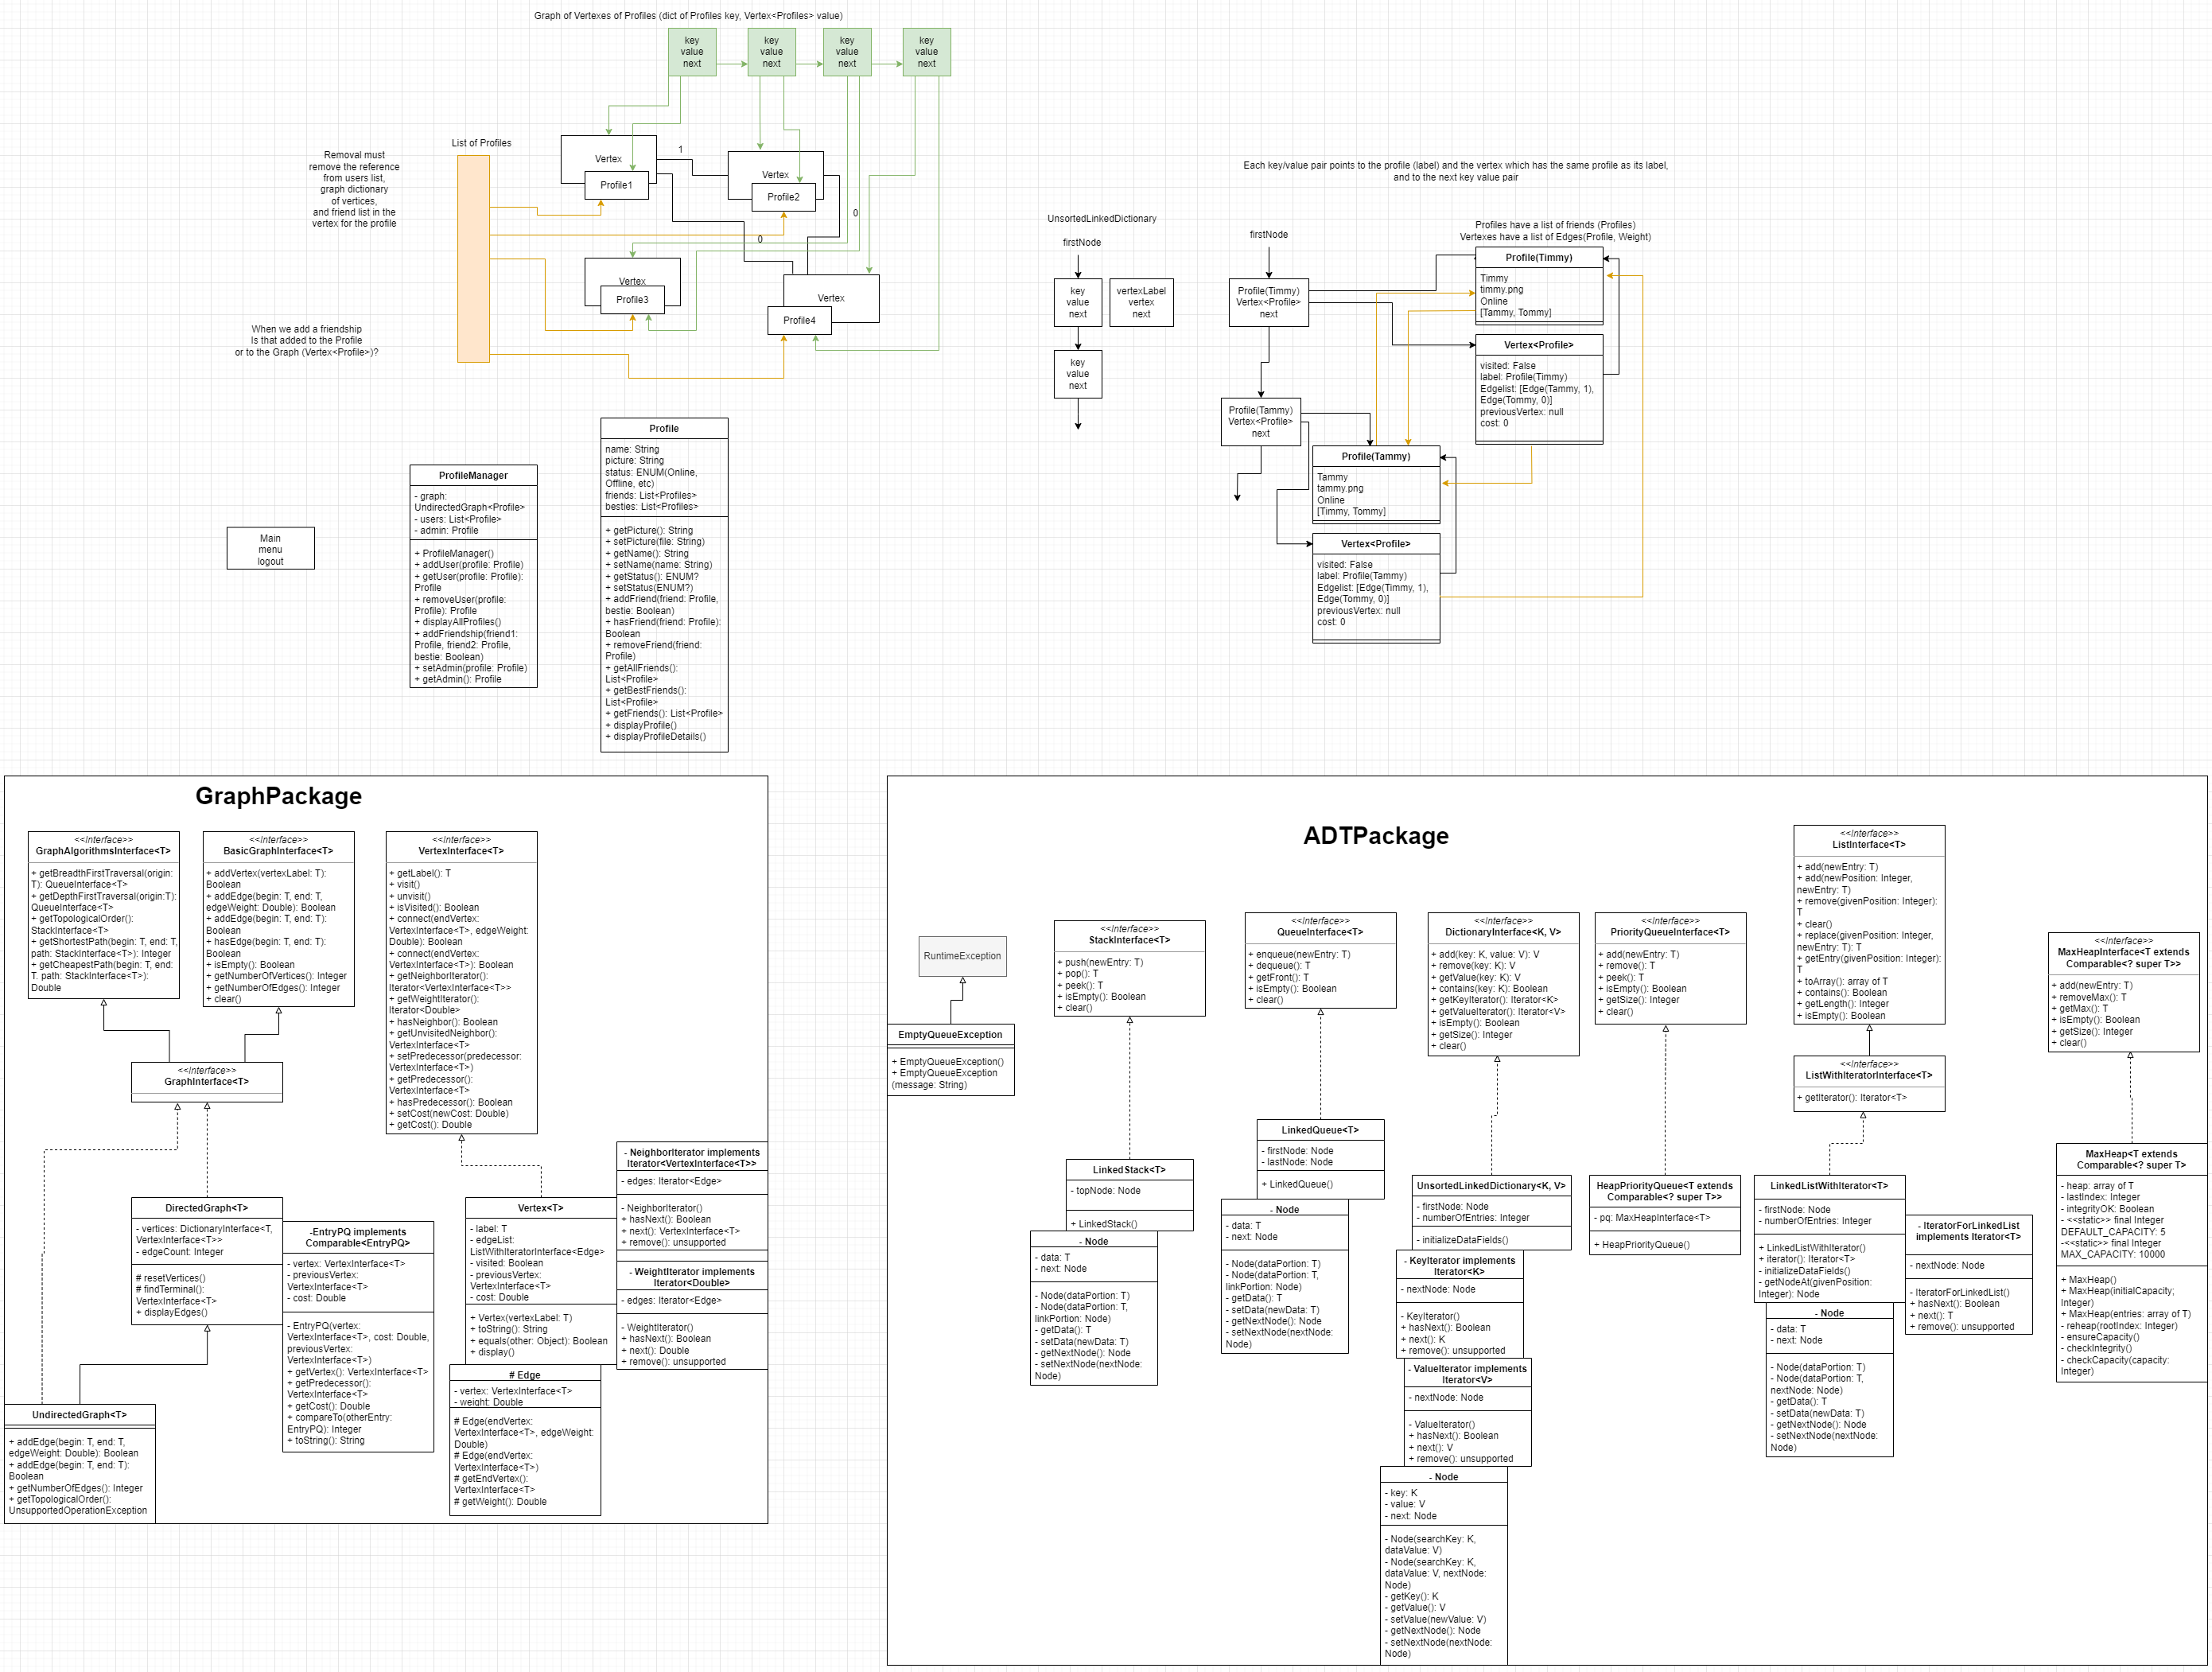 Graph of Vertexes of Profiles (dict of Profiles key, Vertex<Profiles> value)
key
value
next
key
value
next
key
value
next
key
value
next
List of Profiles
Removal must
remove the reference
from users list,
graph dictionary
of vertices,
and friend list in the
vertex for the profile
Vertex
Profile1
1
Vertex
Profile2
0
0
Vertex
Profile3
Vertex
Profile4
When we add a friendship
Is that added to the Profile
or to the Graph (Vertex<Profile>)?
Each key/value pair points to the profile (label) and the vertex which has the same profile as its label,
and to the next key value pair
UnsortedLinkedDictionary
firstNode
key
value
next
vertexLabel
vertex
next
key
value
next
firstNode
Profile(Timmy)
Vertex<Profile>
next
Profile(Tammy)
Vertex<Profile>
next
Profiles have a list of friends (Profiles)
Vertexes have a list of Edges(Profile, Weight)
Profile(Timmy)
Timmy
timmy.png
Online
[Tammy, Tommy]
Vertex<Profile>
visited: False
label: Profile(Timmy)
Edgelist: [Edge(Tammy, 1),
Edge(Tommy, 0)]
previousVertex: null
cost: 0
Profile(Tammy)
Tammy
tammy.png
Online
[Timmy, Tommy]
Vertex<Profile>
visited: False
label: Profile(Tammy)
Edgelist: [Edge(Timmy, 1),
Edge(Tommy, 0)]
previousVertex: null
cost: 0
Main
menu
logout
ProfileManager
- graph:
UndirectedGraph<Profile>
- users: List<Profile>
- admin: Profile
+ ProfileManager()
+ addUser(profile: Profile)
+ getUser(profile: Profile):
Profile
+ removeUser(profile:
Profile): Profile
+ displayAllProfiles()
+ addFriendship(friend1:
Profile, friend2: Profile,
bestie: Boolean)
+ setAdmin(profile: Profile)
+ getAdmin(): Profile
Profile
name: String
picture: String
status: ENUM(Online,
Offline, etc)
friends: List<Profiles>
besties: List<Profiles>
+ getPicture(): String
+ setPicture(file: String)
+ getName(): String
+ setName(name: String)
+ getStatus(): ENUM?
+ setStatus(ENUM?)
+ addFriend(friend: Profile,
bestie: Boolean)
+ hasFriend(friend: Profile):
Boolean
+ removeFriend(friend:
Profile)
+ getAllFriends():
List<Profile>
+ getBestFriends():
List<Profile>
+ getFriends(): List<Profile>
+ displayProfile()
+ displayProfileDetails()
GraphPackage
<<Interface>>
GraphAlgorithmsInterface<T>
+ getBreadthFirstTraversal(origin:
T): QueueInterface<T>
+ getDepthFirstTraversal(origin:T):
QueueInterface<T>
+ getTopologicalOrder():
StackInterface<T>
+ getShortestPath(begin: T, end: T,
path: StackInterface<T>): Integer
+ getCheapestPath(begin: T, end:
T, path: StackInterface<T>):
Double
<<Interface>>
BasicGraphInterface<T>
+ addVertex(vertexLabel: T):
Boolean
+ addEdge(begin: T, end: T,
edgeWeight: Double): Boolean
+ addEdge(begin: T, end: T):
Boolean
+ hasEdge(begin: T, end: T):
Boolean
+ isEmpty(): Boolean
+ getNumberOfVertices(): Integer
+ getNumberOfEdges(): Integer
+ clear()
<<Interface>>
VertexInterface<T>
+ getLabel(): T
+ visit()
+ unvisit()
+ isVisited(): Boolean
+ connect(endVertex:
VertexInterface<T>, edgeWeight:
Double): Boolean
+ connect(endVertex:
VertexInterface<T>): Boolean
+ getNeighborIterator():
Iterator<VertexInterface<T>>
+ getWeightIterator():
Iterator<Double>
+ hasNeighbor(): Boolean
+ getUnvisitedNeighbor():
VertexInterface<T>
+ setPredecessor(predecessor:
VertexInterface<T>)
+ getPredecessor():
VertexInterface<T>
+ hasPredecessor(): Boolean
+ setCost(newCost: Double)
+ getCost(): Double
<<Interface>>
GraphInterface<T>
DirectedGraph<T>
- vertices: DictionaryInterface<T,
VertexInterface<T>>
- edgeCount: Integer
# resetVertices()
# findTerminal():
VertexInterface<T>
+ displayEdges()
-EntryPQ implements
Comparable<EntryPQ>
- vertex: VertexInterface<T>
- previousVertex:
VertexInterface<T>
- cost: Double
- EntryPQ(vertex:
VertexInterface<T>, cost: Double,
previousVertex:
VertexInterface<T>)
+ getVertex(): VertexInterface<T>
+ getPredecessor():
VertexInterface<T>
+ getCost(): Double
+ compareTo(otherEntry:
EntryPQ): Integer
+ toString(): String
UndirectedGraph<T>
+ addEdge(begin: T, end: T,
edgeWeight: Double): Boolean
+ addEdge(begin: T, end: T):
Boolean
+ getNumberOfEdges(): Integer
+ getTopologicalOrder():
UnsupportedOperationException
Vertex<T>
- label: T
- edgeList:
ListWithIteratorInterface<Edge>
- visited: Boolean
- previousVertex:
VertexInterface<T>
- cost: Double
+ Vertex(vertexLabel: T)
+ toString(): String
+ equals(other: Object): Boolean
+ display()
# Edge
- vertex: VertexInterface<T>
- weight: Double
# Edge(endVertex:
VertexInterface<T>, edgeWeight:
Double)
# Edge(endVertex:
VertexInterface<T>)
# getEndVertex():
VertexInterface<T>
# getWeight(): Double
- NeighborIterator implements
Iterator<VertexInterface<T>>
- edges: Iterator<Edge>
- NeighborIterator()
+ hasNext(): Boolean
+ next(): VertexInterface<T>
+ remove(): unsupported
- WeightIterator implements
Iterator<Double>
- edges: Iterator<Edge>
- WeightIterator()
+ hasNext(): Boolean
+ next(): Double
+ remove(): unsupported
ADTPackage
RuntimeException
EmptyQueueException
+ EmptyQueueException()
+ EmptyQueueException
(message: String)
<<Interface>>
StackInterface<T>
+ push(newEntry: T)
+ pop(): T
+ peek(): T
+ isEmpty(): Boolean
+ clear()
LinkedStack<T>
- topNode: Node
+ LinkedStack()
- Node
- data: T
- next: Node
- Node(dataPortion: T)
- Node(dataPortion: T,
linkPortion: Node)
- getData(): T
- setData(newData: T)
- getNextNode(): Node
- setNextNode(nextNode:
Node)
<<Interface>>
QueueInterface<T>
+ enqueue(newEntry: T)
+ dequeue(): T
+ getFront(): T
+ isEmpty(): Boolean
+ clear()
LinkedQueue<T>
- firstNode: Node
- lastNode: Node
+ LinkedQueue()
- Node
- data: T
- next: Node
- Node(dataPortion: T)
- Node(dataPortion: T,
linkPortion: Node)
- getData(): T
- setData(newData: T)
- getNextNode(): Node
- setNextNode(nextNode:
Node)
<<Interface>>
DictionaryInterface<K, V>
+ add(key: K, value: V): V
+ remove(key: K): V
+ getValue(key: K): V
+ contains(key: K): Boolean
+ getKeyIterator(): Iterator<K>
+ getValueIterator(): Iterator<V>
+ isEmpty(): Boolean
+ getSize(): Integer
+ clear()
UnsortedLinkedDictionary<K, V>
- firstNode: Node
- numberOfEntries: Integer
- initializeDataFields()
- KeyIterator implements
Iterator<K>
- nextNode: Node
- KeyIterator()
+ hasNext(): Boolean
+ next(): K
+ remove(): unsupported
- ValueIterator implements
Iterator<V>
- nextNode: Node
- ValueIterator()
+ hasNext(): Boolean
+ next(): V
+ remove(): unsupported
- Node
- key: K
- value: V
- next: Node
- Node(searchKey: K,
dataValue: V)
- Node(searchKey: K,
dataValue: V, nextNode:
Node)
- getKey(): K
- getValue(): V
- setValue(newValue: V)
- getNextNode(): Node
- setNextNode(nextNode:
Node)
<<Interface>>
PriorityQueueInterface<T>
+ add(newEntry: T)
+ remove(): T
+ peek(): T
+ isEmpty(): Boolean
+ getSize(): Integer
+ clear()
HeapPriorityQueue<T extends
Comparable<? super T>>
- pq: MaxHeapInterface<T>
+ HeapPriorityQueue()
<<Interface>>
ListInterface<T>
+ add(newEntry: T)
+ add(newPosition: Integer,
newEntry: T)
+ remove(givenPosition: Integer):
T
+ clear()
+ replace(givenPosition: Integer,
newEntry: T): T
+ getEntry(givenPosition: Integer):
T
+ toArray(): array of T
+ contains(): Boolean
+ getLength(): Integer
+ isEmpty(): Boolean
<<Interface>>
ListWithIteratorInterface<T>
+ getIterator(): Iterator<T>
LinkedListWithIterator<T>
- firstNode: Node
- numberOfEntries: Integer
+ LinkedListWithIterator()
+ iterator(): Iterator<T>
- initializeDataFields()
- getNodeAt(givenPosition:
Integer): Node
- Node
- data: T
- next: Node
- Node(dataPortion: T)
- Node(dataPortion: T,
nextNode: Node)
- getData(): T
- setData(newData: T)
- getNextNode(): Node
- setNextNode(nextNode:
Node)
- IteratorForLinkedList
implements Iterator<T>
- nextNode: Node
- IteratorForLinkedList()
+ hasNext(): Boolean
+ next(): T
+ remove(): unsupported
<<Interface>>
MaxHeapInterface<T extends
Comparable<? super T>>
+ add(newEntry: T)
+ removeMax(): T
+ getMax(): T
+ isEmpty(): Boolean
+ getSize(): Integer
+ clear()
MaxHeap<T extends
Comparable<? super T>
- heap: array of T
- lastIndex: Integer
- integrityOK: Boolean
- <<static>> final Integer
DEFAULT_CAPACITY: 5
-<<static>> final Integer
MAX_CAPACITY: 10000
+ MaxHeap()
+ MaxHeap(initialCapacity;
Integer)
+ MaxHeap(entries: array of T)
- reheap(rootIndex: Integer)
- ensureCapacity()
- checkIntegrity()
- checkCapacity(capacity:
Integer)